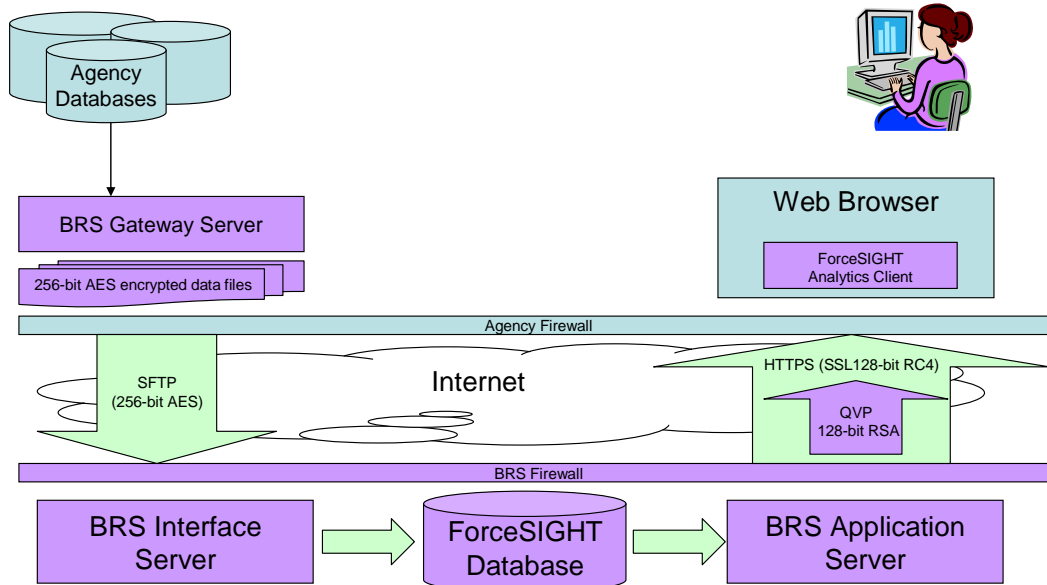 Agency
Databases
BRS Gateway Server
256-bit AES encrypted data files
Web Browser
ForceSIGHT
Analytics Client
Agency Firewall
SFTP
(256-bit AES)
Internet
HTTPS (SSL128-bit RC4)
QVP
128-bit RSA
BRS Firewall
BRS Interface
Server
ForceSIGHT
Database
BRS Application
Server